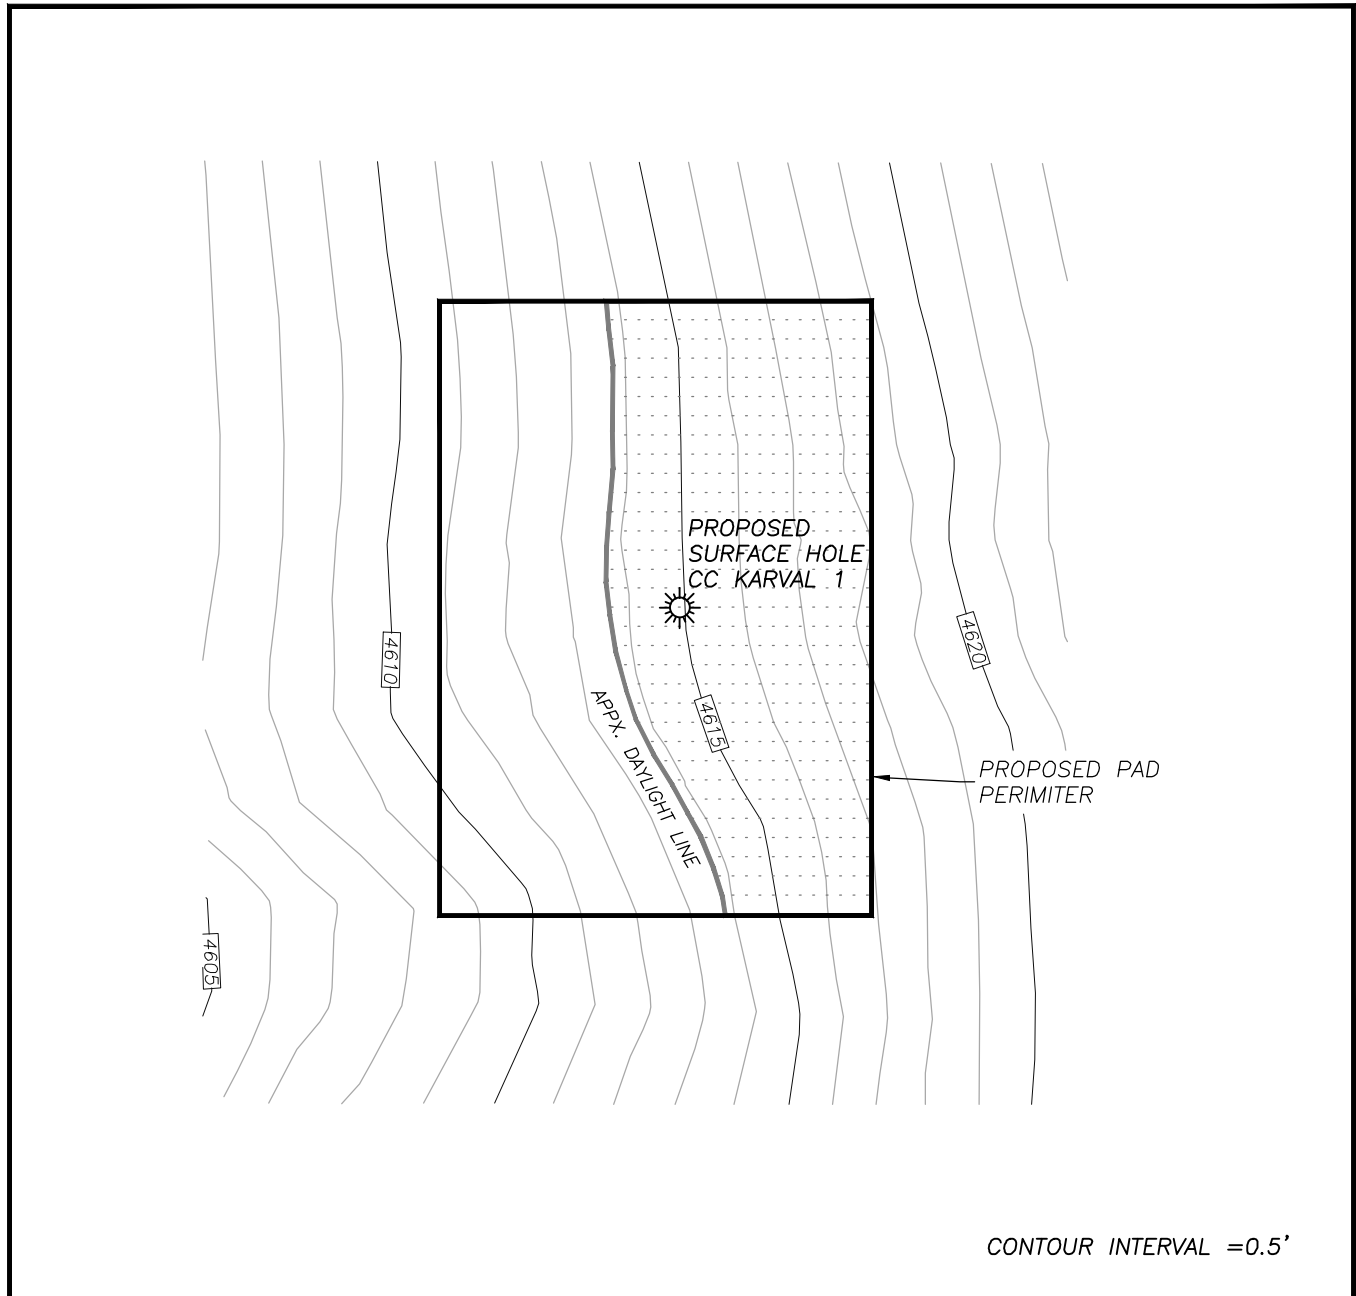 PROPOSED
SURFACE HOLE
CC KARVAL 1
4610
4620
4615
APPX. DAYLIGHT LINE
PROPOSED PAD
PERIMITER
4605
CONTOUR INTERVAL =0.5'